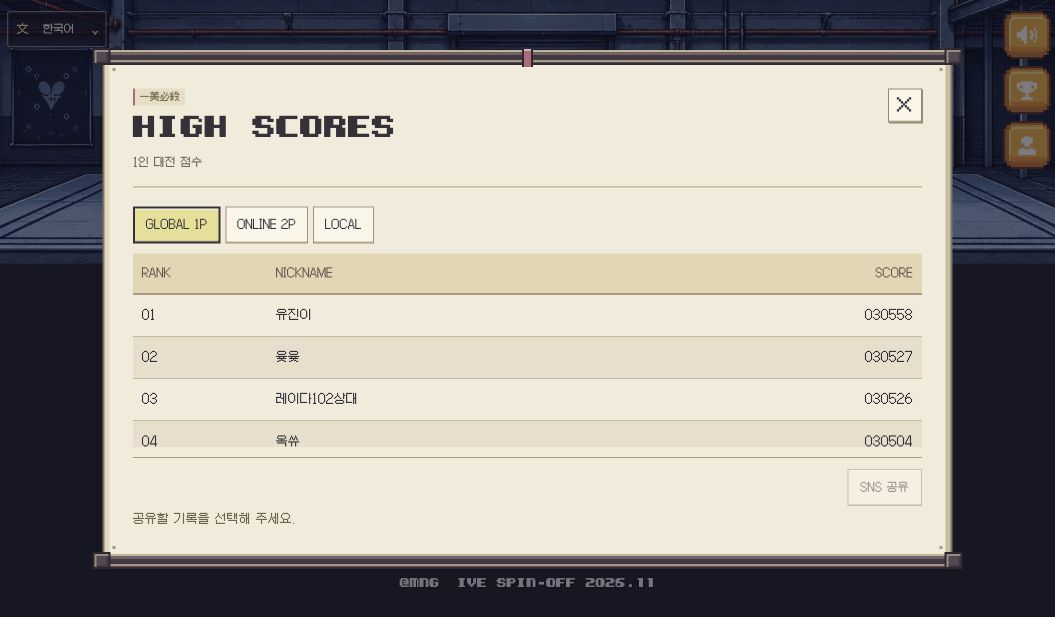 文 한국어
一美必殺
HIGH SCORES
1인 대전 점수
GLOBAL 1P ONLINE 2P LOCAL
RANK NICKNAME SCORE
01 유진이 030558
02 윷윷 030527
03 레이다102상대 030526
04 옥쓔 030504
SNS 공유
공유할 기록을 선택해 주세요.
@MNG IVE SPIN-OFF 2025.11